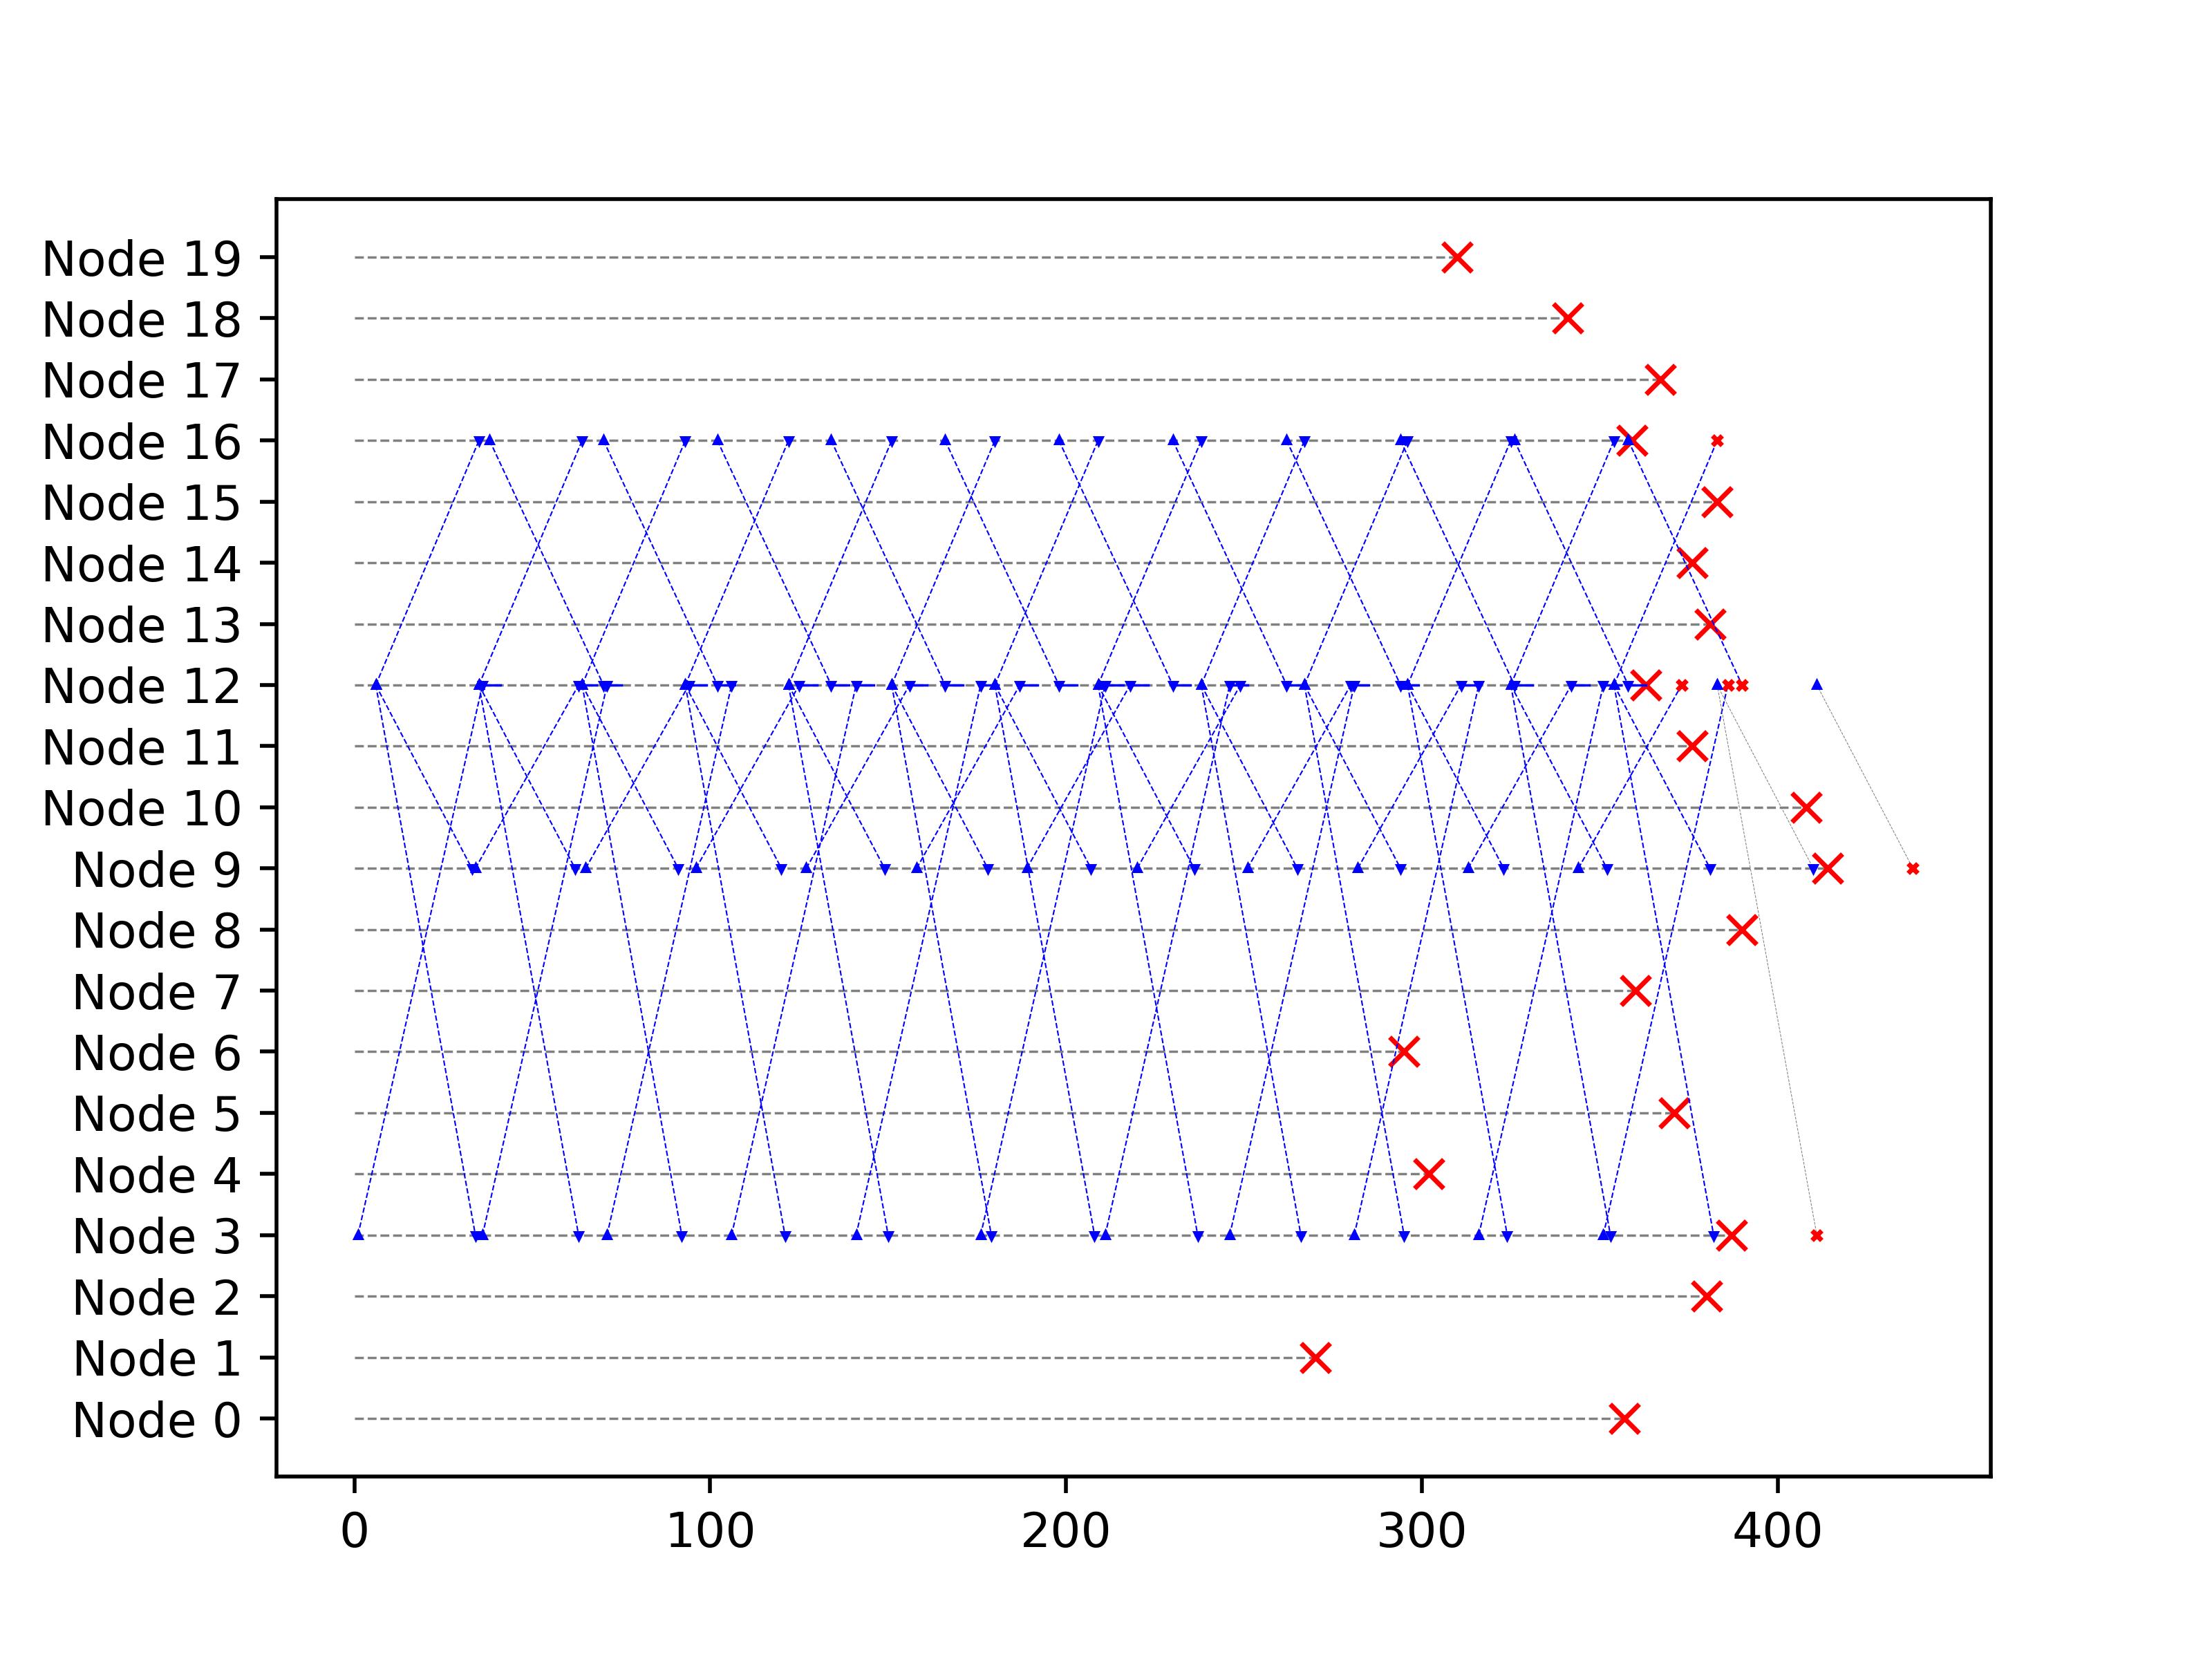 Node 19
Node 18
Node 17
Node 16
Node 15
Node 14
Node 13
Node 12
Node 11
Node 10
Node 9
Node 8
Node 7
Node 6
Node 5
Node 4
Node 3
Node 2
Node 1
Node 0
0 100 200 300 400